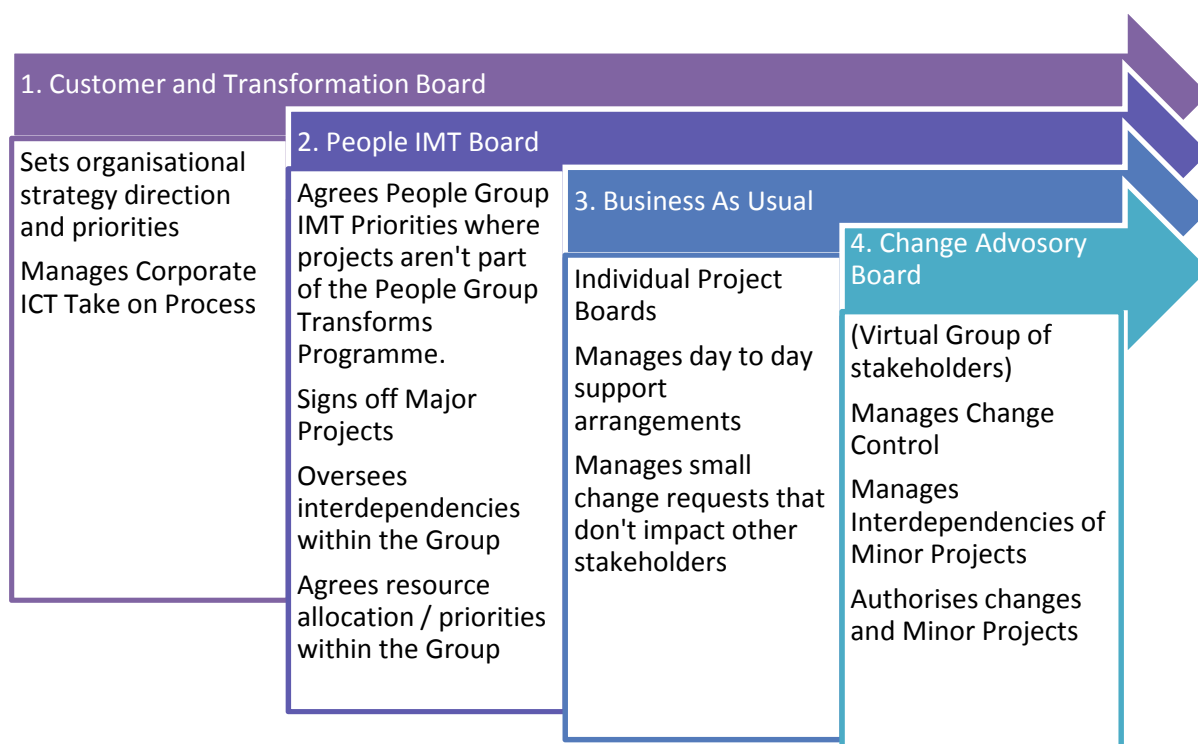 1. Customer and Transformation Board
Sets organisational
strategy direction
and priorities
Manages Corporate
ICT Take on Process
2. People IMT Board
Agrees People Group
IMT Priorities where
projects aren't part
of the People Group
Transforms
Programme.
Signs off Major
Projects
Oversees
interdependencies
within the Group
Agrees resource
allocation / priorities
within the Group
3. Business As Usual
Individual Project
Boards
Manages day to day
support
arrangements
Manages small
change requests that
don't impact other
stakeholders
4. Change Advosory
Board
(Virtual Group of
stakeholders)
Manages Change
Control
Manages
Interdependencies of
Minor Projects
Authorises changes
and Minor Projects